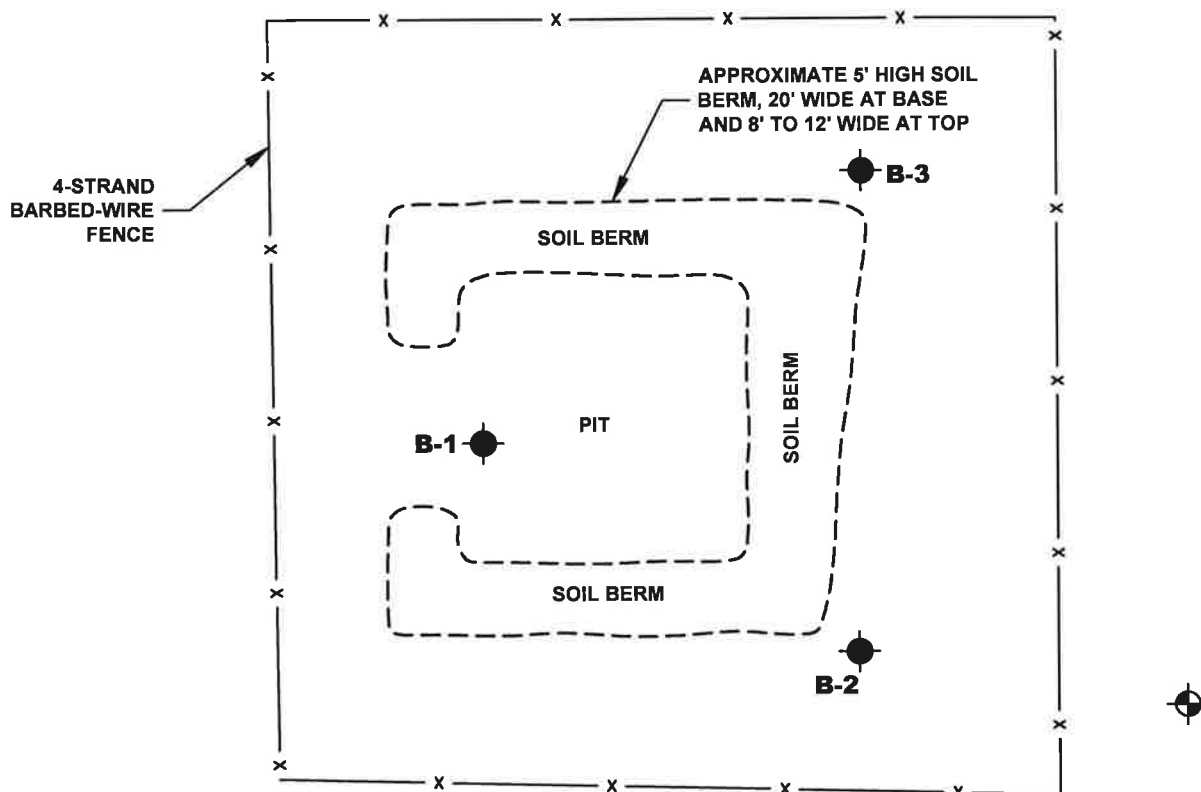 APPROXIMATE 5' HIGH SOIL
BERM, 20' WIDE AT BASE
AND 8' TO 12' WIDE AT TOP
4-STRAND
BARBED-WIRE
FENCE
B-3
SOIL BERM
SOIL BERM
B-1
PIT
SOIL BERM
B-2